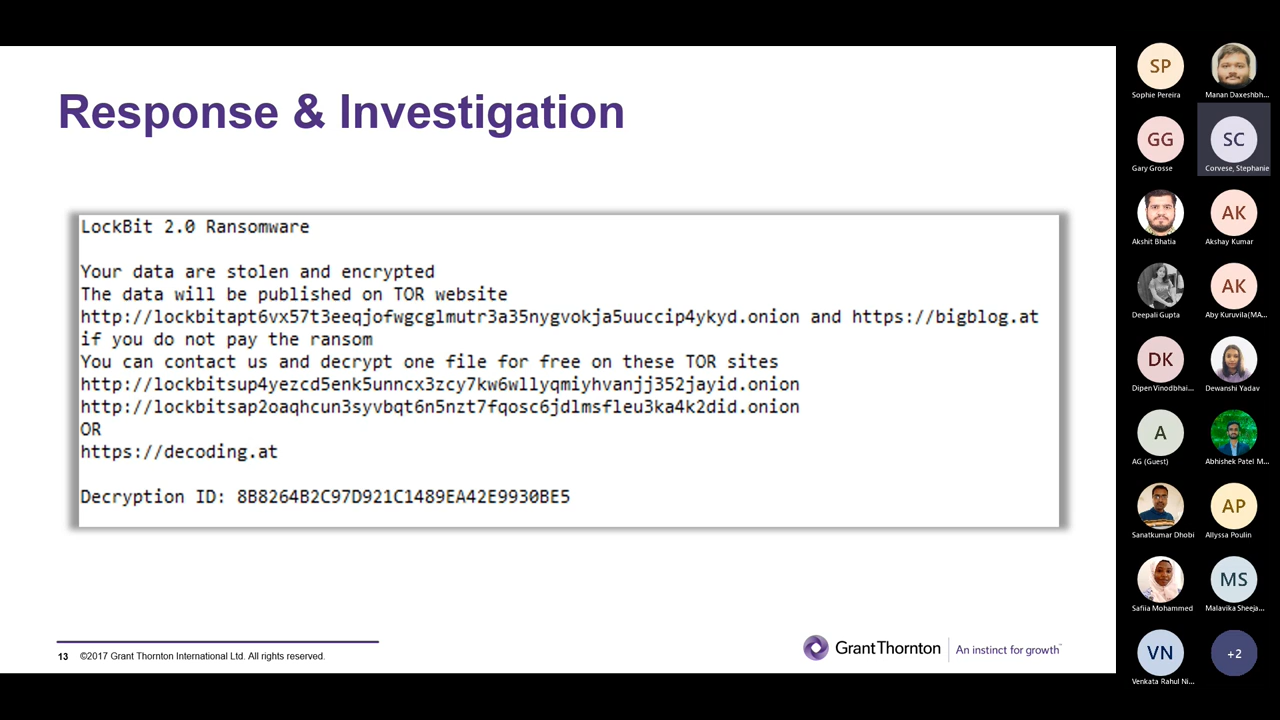 Response & Investigation
LockBit 2.0 Ransomware
Your data are stolen and encrypted
The data will be published on TOR website
http://lockbitapt6vx57t3eeqjofwgcglmutr3a35nygvokja5uuccip4ykyd.onion and https://bigblog.at
if you do not pay the ransom
You can contact us and decrypt one file for free on these TOR sites
http://lockbitsup4yezcd5enk5unncx3zcy7kw6wllyqmiyhvanjj352jayid.onion
http://lockbitsap2oaqhcun3syvbqt6n5nzt7fqosc6jdlmsfleu3ka4k2did.onion
OR
https://decoding.at
Decryption ID: 8B8264B2C97D921C1489EA42E9930BE5
13 ©2017 Grant Thornton International Ltd. All rights reserved.
GrantThornton
An instinct for growth™
SP
Sophie Pereira
Manan Daxeshbh...
GG
Gary Grosse
SC
Corvese, Stephanie
Akshit Bhatia
AK
Akshay Kumar
Deepali Gupta
AK
Aby Kuruvila(MA...
DK
Dipen Vinodbhai...
Dewanshi Yadav
A
AG (Guest)
Abhishek Patel M...
Sanatkumar Dhobi
AP
Allyssa Poulin
Safiia Mohammed
MS
Malavika Sheeja...
VN
Venkata Rahul Ni...
+2